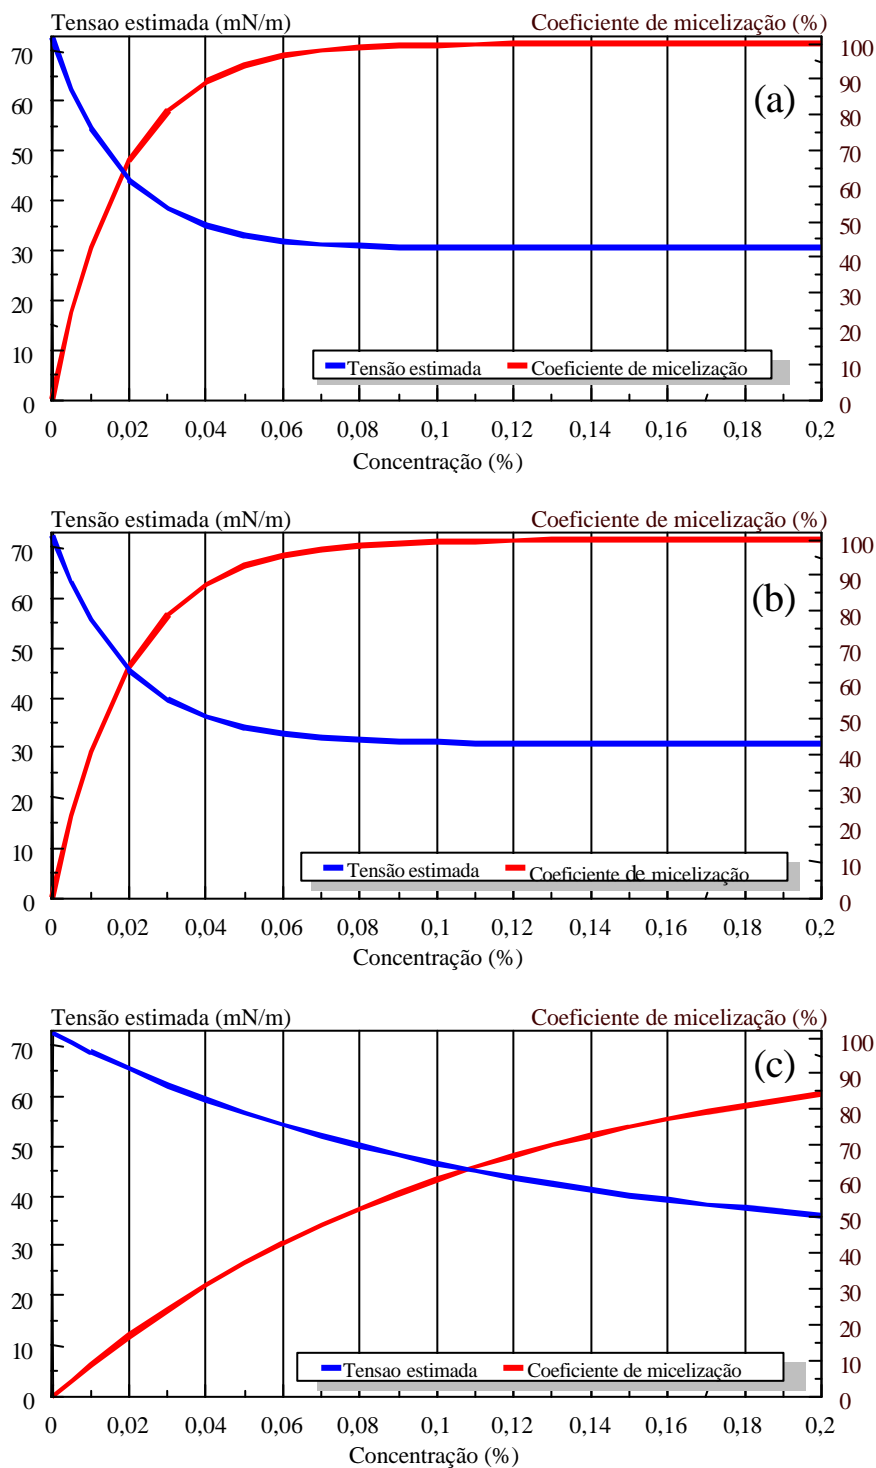 Tensao estimada (mN/m) Coeficiente de micelização (%)
70 100
90
60 (a) 80
50 70
60
40 50
30 40
20 30
20
10 Tensão estimada Coeficiente de micelização 10
0 0
0 0,02 0,04 0,06 0,08 0,1 0,12 0,14 0,16 0,18 0,2
Concentração (%)
Tensão estimada (mN/m) Coeficiente de micelização (%)
70 100
90
60 (b) 80
50 70
60
40 50
30 40
20 30
20
10 Tensão estimada Coeficiente de micelização 10
0 0
0 0,02 0,04 0,06 0,08 0,1 0,12 0,14 0,16 0,18 0,2
Concentração (%)
Tensão estimada (mN/m) Coeficiente de micelização (%)
70 100
(c) 90
60 80
50 70
60
40 50
30 40
20 30
20
10 Tensao estimada Coeficiente de micelização 10
0 0
0 0,02 0,04 0,06 0,08 0,1 0,12 0,14 0,16 0,18 0,2
Concentração (%)